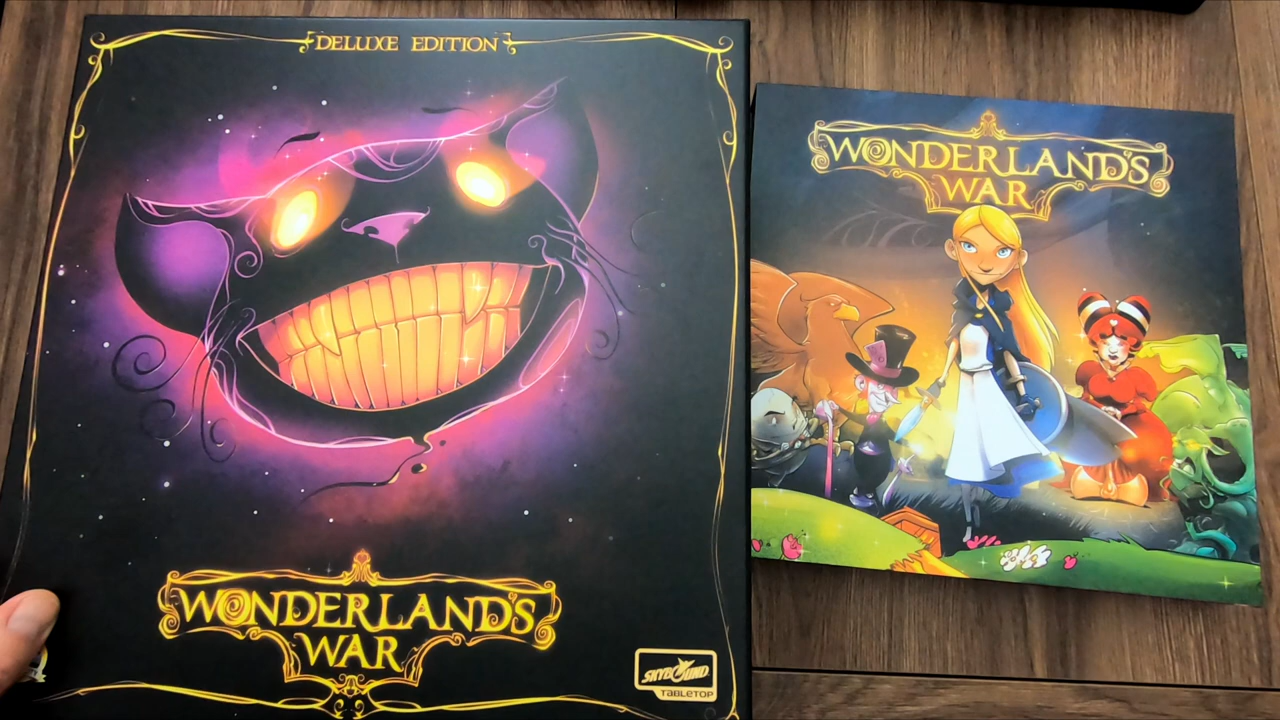 DELUXE EDITION
WONDERLAND'S
WAR
SKYBOUND
TABLETOP
WONDERLAND'S
WAR